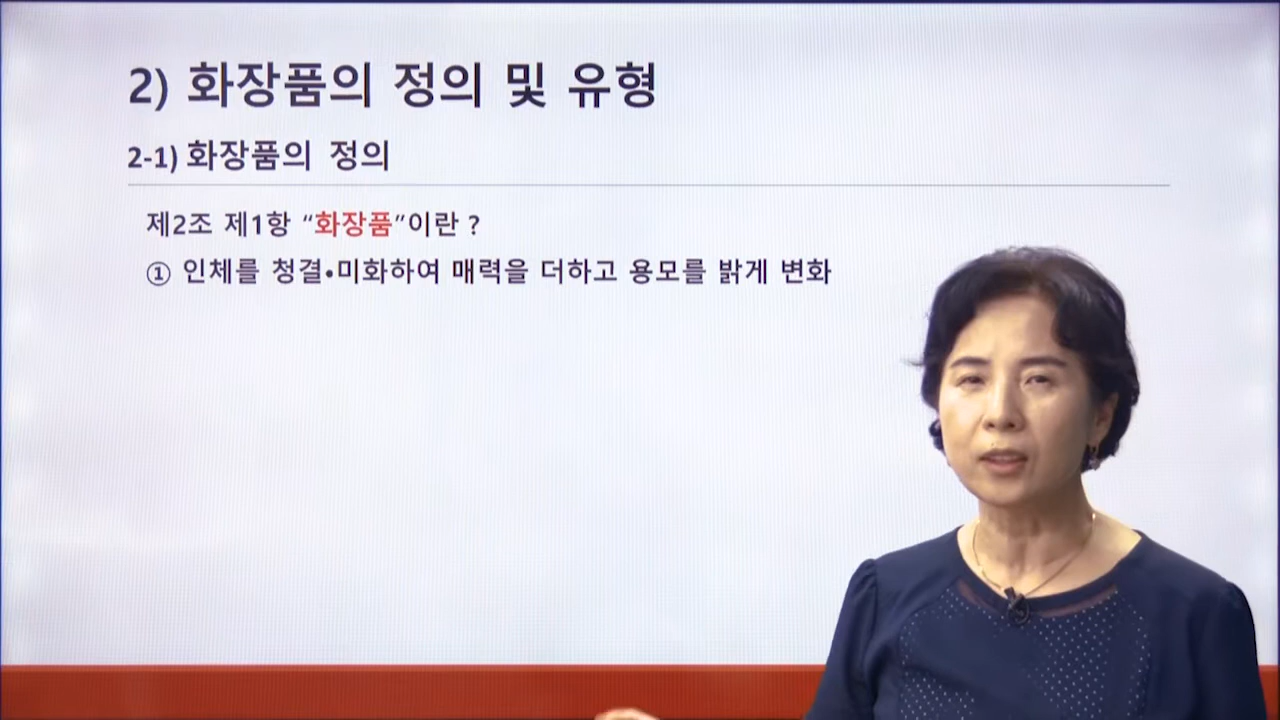 2) 화장품의 정의 및 유형
2-1) 화장품의 정의
제2조 제1항 “화장품”이란 ?
① 인체를 청결•미화하여 매력을 더하고 용모를 밝게 변화